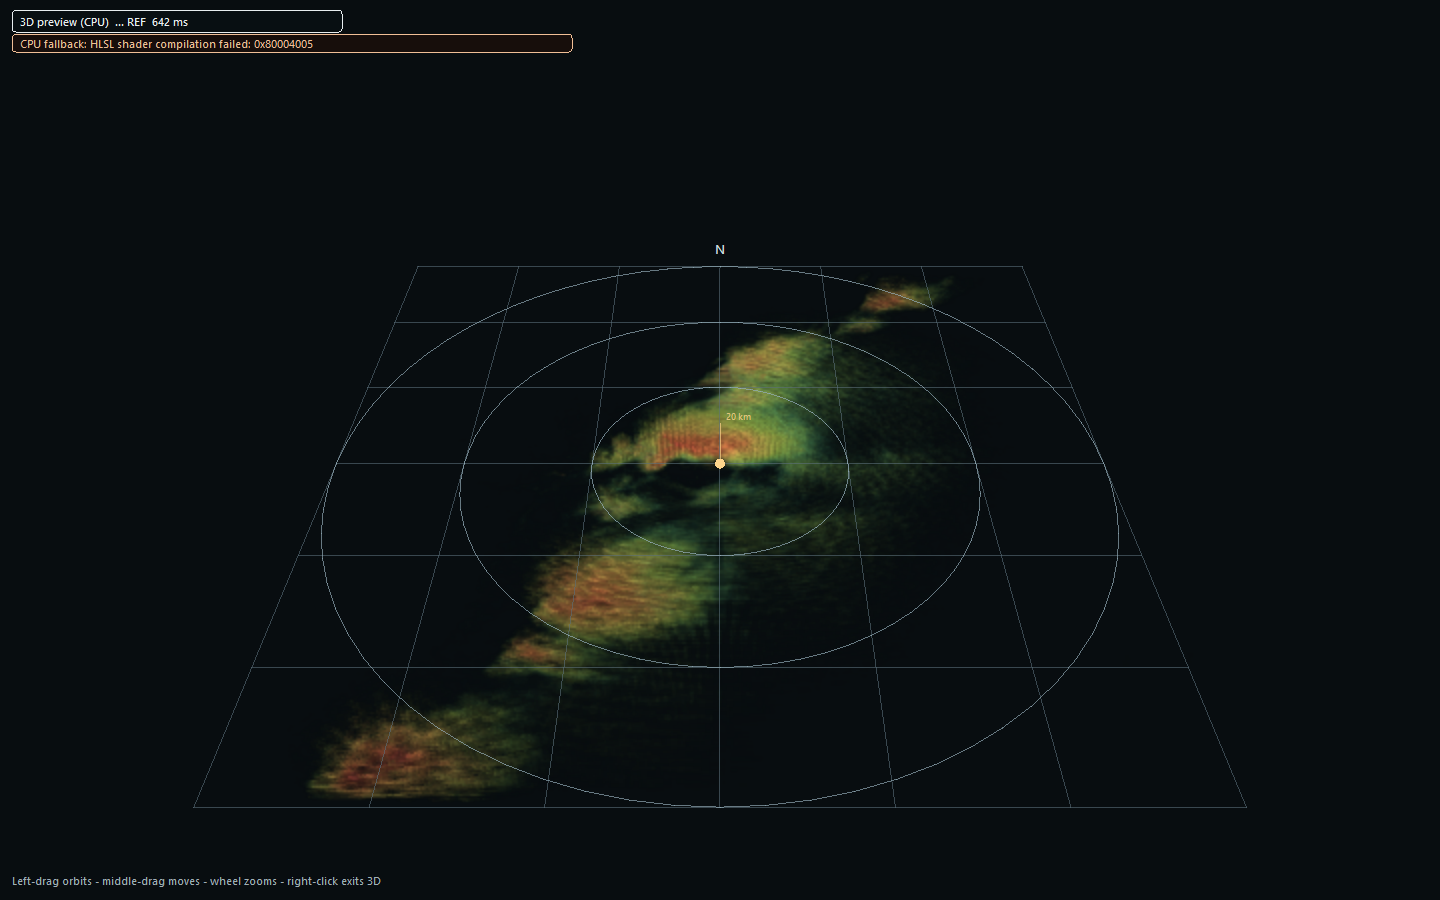 3D preview (CPU) ... REF 642 ms
CPU fallback: HLSL shader compilation failed: 0x80004005
N
20 km
Left-drag orbits - middle-drag moves - wheel zooms - right-click exits 3D